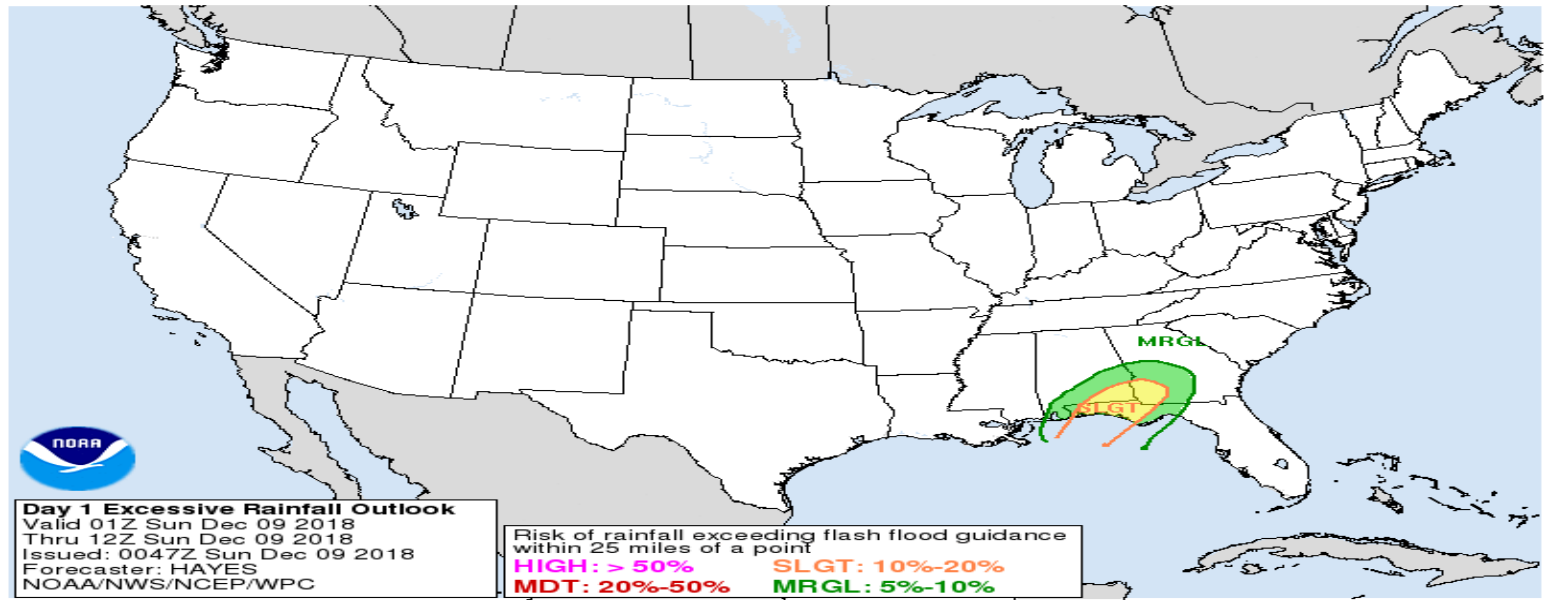 MRGL
SLGT
NOAA
Day 1 Excessive Rainfall Outlook
Valid 01Z Sun Dec 09 2018
Thru 12Z Sun Dec 09 2018
Issued: 0047Z Sun Dec 09 2018
Forecaster: HAYES
NOAA/NWS/NCEP/WPC
Risk of rainfall exceeding flash flood guidance
within 25 miles of a point
HIGH: > 50% SLGT: 10%-20%
MDT: 20%-50% MRGL: 5%-10%